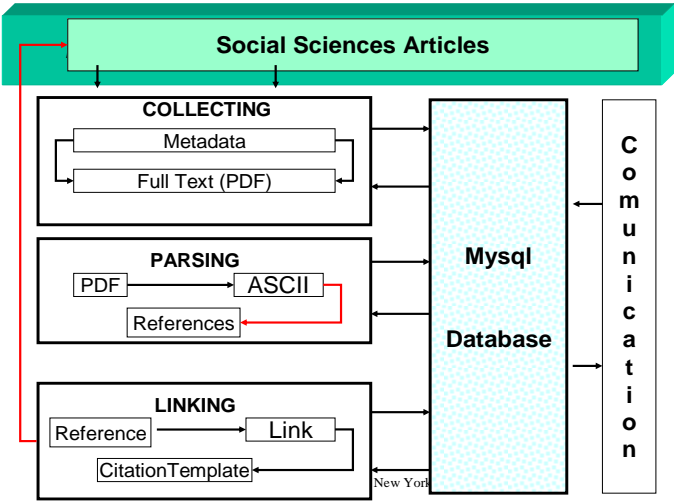 Social Sciences Articles
COLLECTING
Metadata
Full Text (PDF)
PARSING
PDF
ASCII
References
LINKING
Reference
Link
CitationTemplate
New York
Mysql
Database
Comunication